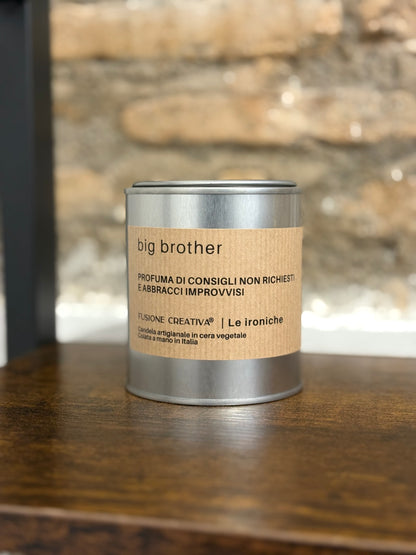 big brother
PROFUMA DI CONSIGLI NON RICHIESTI
E ABBRACCI IMPROVVISI
FUSIONE CREATIVA® | Le ironiche
Candela artigianale in cera vegetale
Colata a mano in Italia